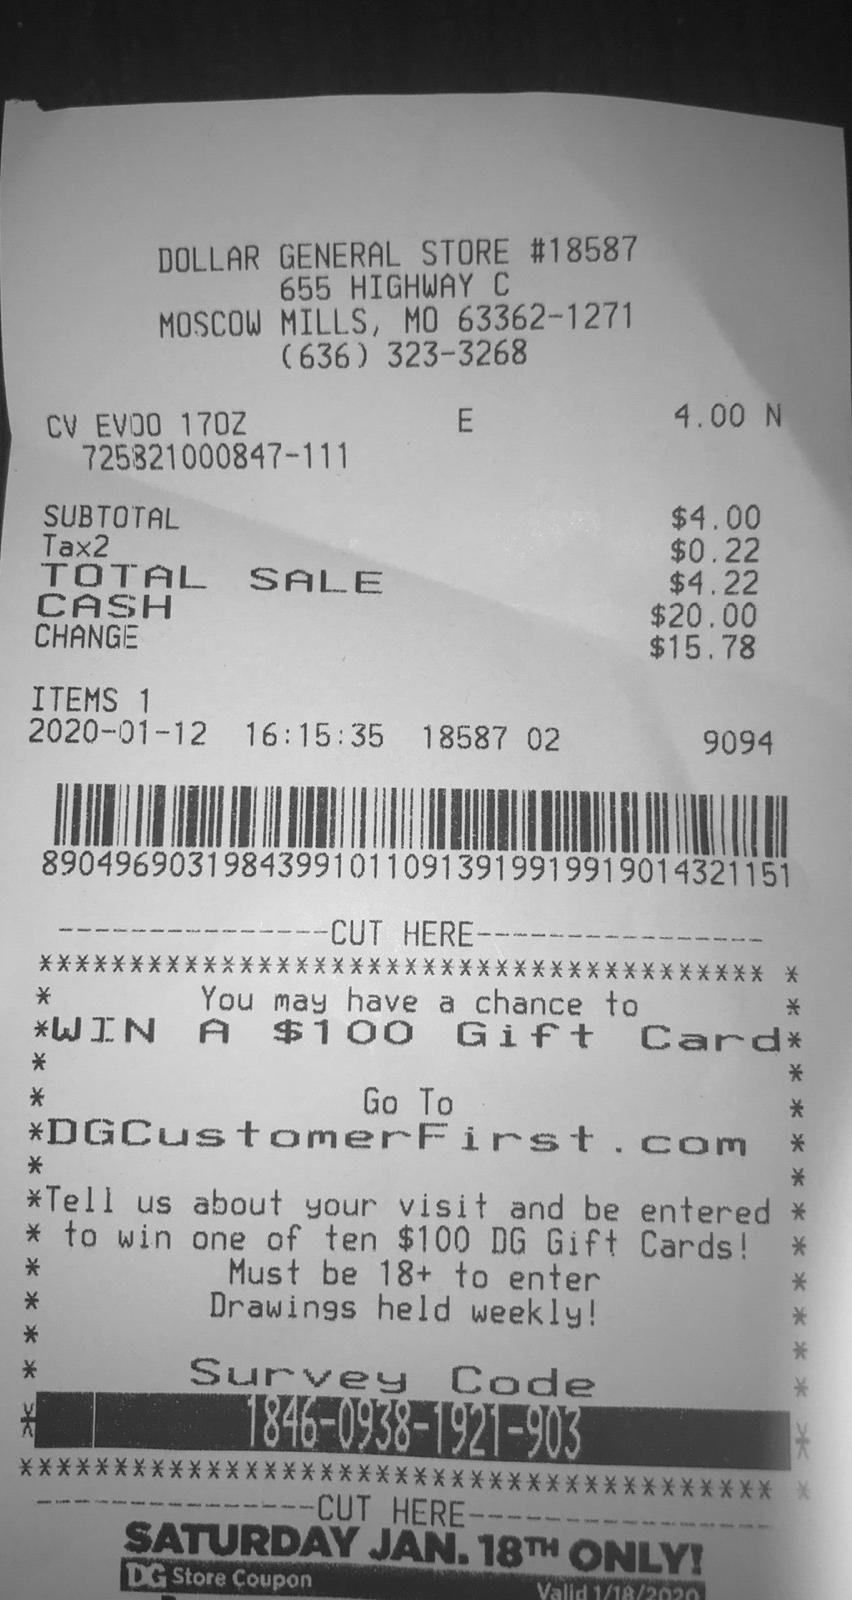 DOLLAR GENERAL STORE #18587
655 HIGHWAY C
MOSCOW MILLS, MO 63362-1271
(636) 323-3268
CV EVOO 17OZ E 4.00 N
725821000847-111
SUBTOTAL $4.00
Tax2 $0.22
TOTAL SALE $4.22
CASH $20.00
CHANGE $15.78
ITEMS 1
2020-01-12 16:15:35 18587 02 9094
890496903198439910110913919919919014321151
---------------CUT HERE----------------
****************************************** *
* You may have a chance to *
*WIN A $100 Gift Card*
* *
* Go To *
*DGCustomerFirst.com *
* *
*Tell us about your visit and be entered *
* to win one of ten $100 DG Gift Cards! *
* Must be 18+ to enter *
* Drawings held weekly! *
* *
* Survey Code *
* 1846-0938-1921-903 *
****************************************** *
---------------CUT HERE----------------
SATURDAY JAN. 18TH ONLY!
DG Store Coupon Valid 1/18/2020